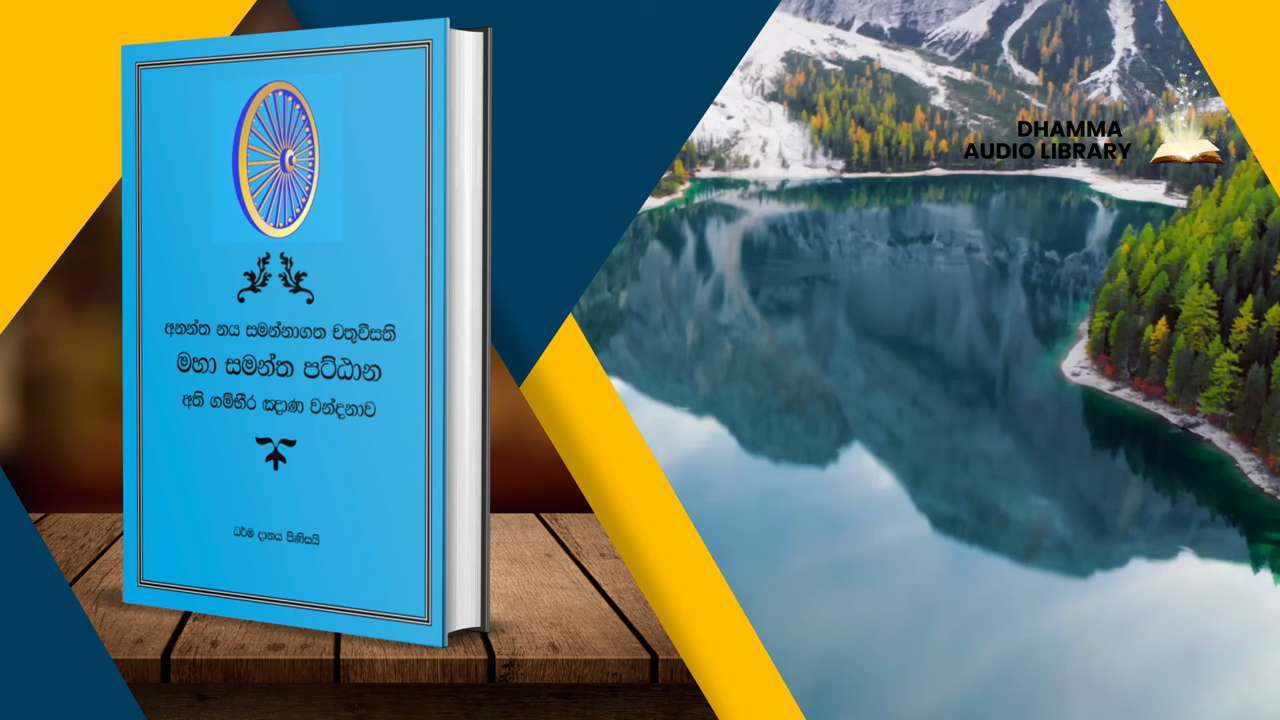 අනන්ත නය සමන්නාගත චතුවීසති
මහා සමන්ත පට්ඨාන
අති ගම්භීර ඤාණ වන්දනාව
ධර්ම දානය පිණිසයි
DHAMMA
AUDIO LIBRARY